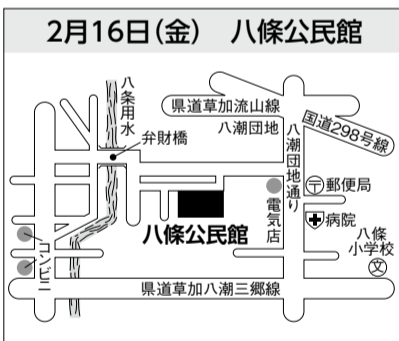 2月16日(金) 八條公民館
八条用水
県道草加流山線
八潮団地
国道298号線
弁財橋
八潮団地通り
郵便局
電気店
病院
八條公民館
八條
小学校
文
コンビニ
県道草加八潮三郷線